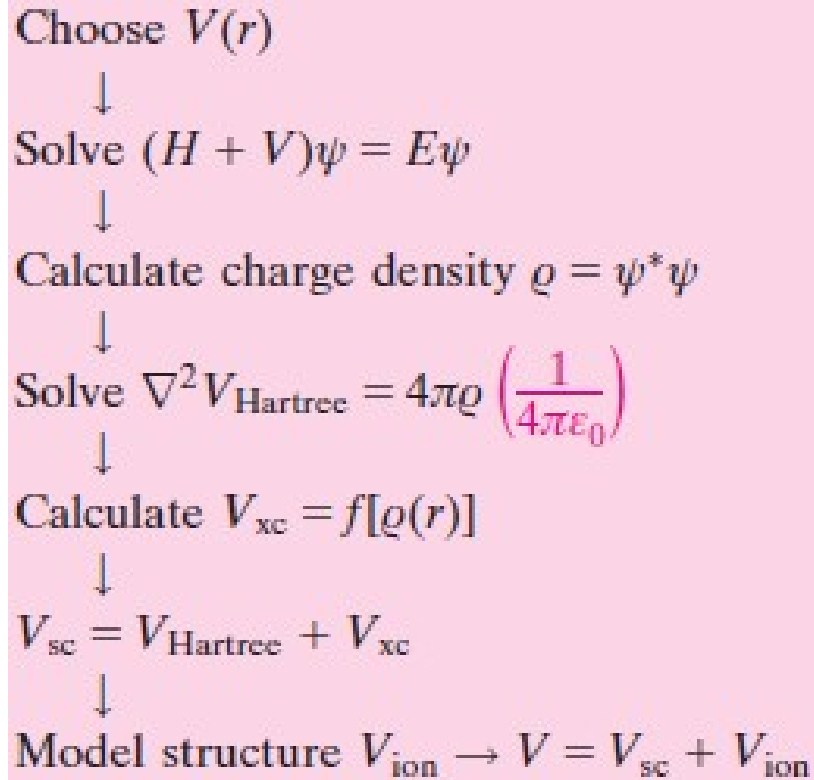 Choose V(r)
↓
Solve (H + V)ψ = Eψ
↓
Calculate charge density ϱ = ψ*ψ
↓
Solve ∇²V_Hartree = 4πϱ (1/4πε₀)
↓
Calculate V_xc = f[ϱ(r)]
↓
V_sc = V_Hartree + V_xc
↓
Model structure V_ion → V = V_sc + V_ion